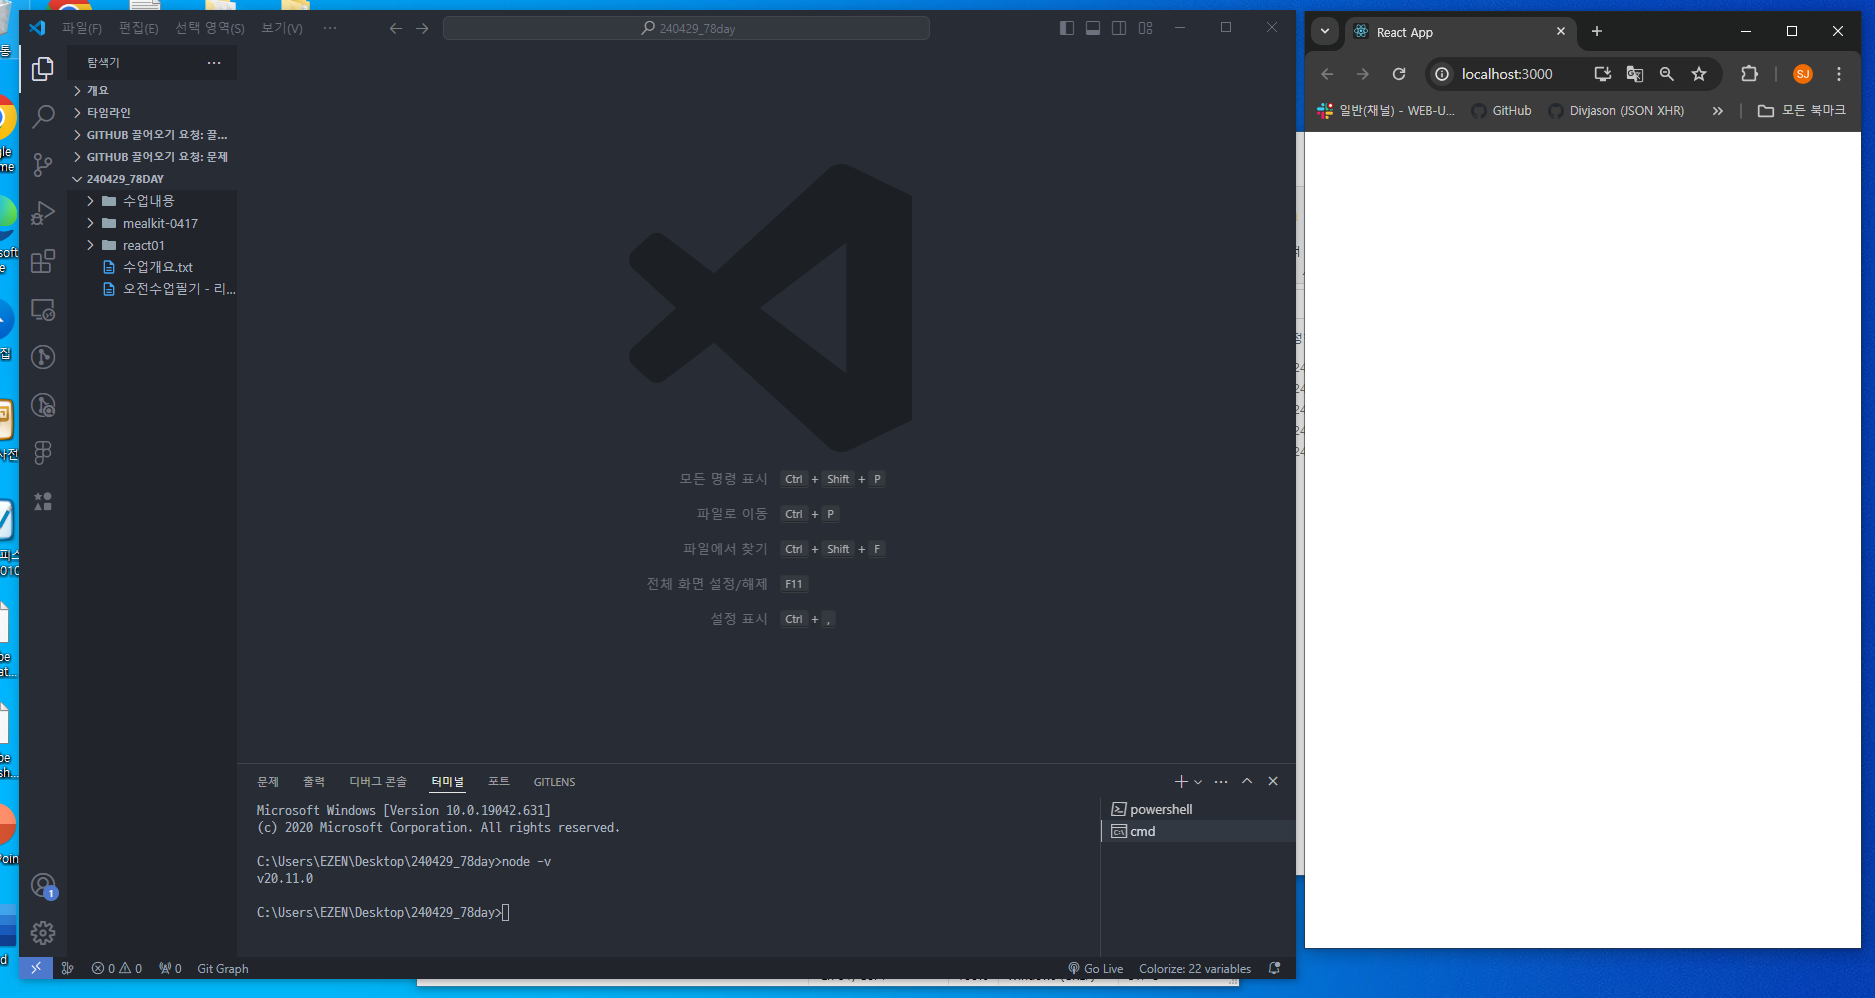 파일(F) 편집(E) 선택 영역(S) 보기(V) ···
240429_78day
탐색기
개요
타임라인
GITHUB 끌어오기 요청: 끌...
GITHUB 끌어오기 요청: 문제
240429_78DAY
수업내용
mealkit-0417
react01
수업개요.txt
오전수업필기 - 리...
모든 명령 표시 Ctrl + Shift + P
파일로 이동 Ctrl + P
파일에서 찾기 Ctrl + Shift + F
전체 화면 설정/해제 F11
설정 표시 Ctrl + ,
문제 출력 디버그 콘솔 터미널 포트 GITLENS
Microsoft Windows [Version 10.0.19042.631]
(c) 2020 Microsoft Corporation. All rights reserved.
C:\Users\EZEN\Desktop\240429_78day>node -v
v20.11.0
C:\Users\EZEN\Desktop\240429_78day>
powershell
cmd
1
0 0 0 Git Graph
Go Live Colorize: 22 variables
React App
localhost:3000
SJ
일반(채널) - WEB-U... GitHub Divjason (JSON XHR) » 모든 북마크